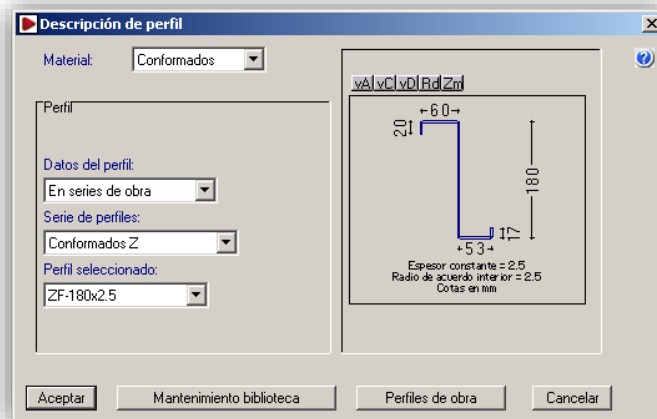 Descripción de perfil
Material:
Conformados
Perfil
Datos del perfil:
En series de obra
Serie de perfiles:
Conformados Z
Perfil seleccionado:
ZF-180x2.5
vA vC vD Rd Zm
60
20
180
17
53
Espesor constante = 2.5
Radio de acuerdo interior = 2.5
Cotas en mm
Aceptar
Mantenimiento biblioteca
Perfiles de obra
Cancelar